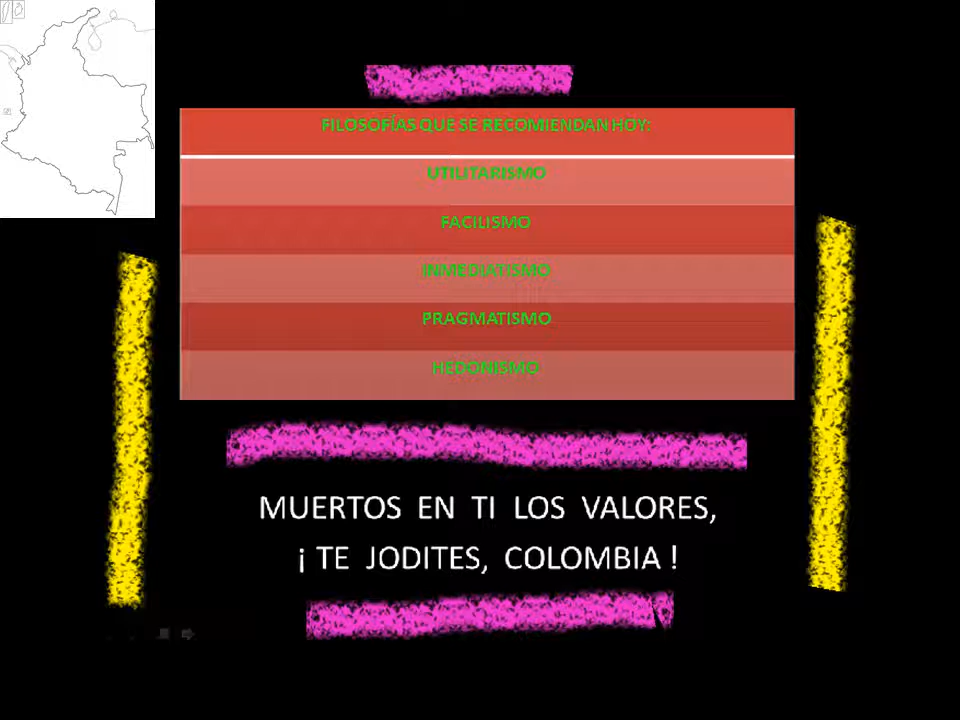 FILOSOFÍAS QUE SE RECOMIENDAN HOY:
UTILITARISMO
FACILISMO
INMEDIATISMO
PRAGMATISMO
HEDONISMO
MUERTOS EN TI LOS VALORES,
¡ TE JODITES, COLOMBIA !